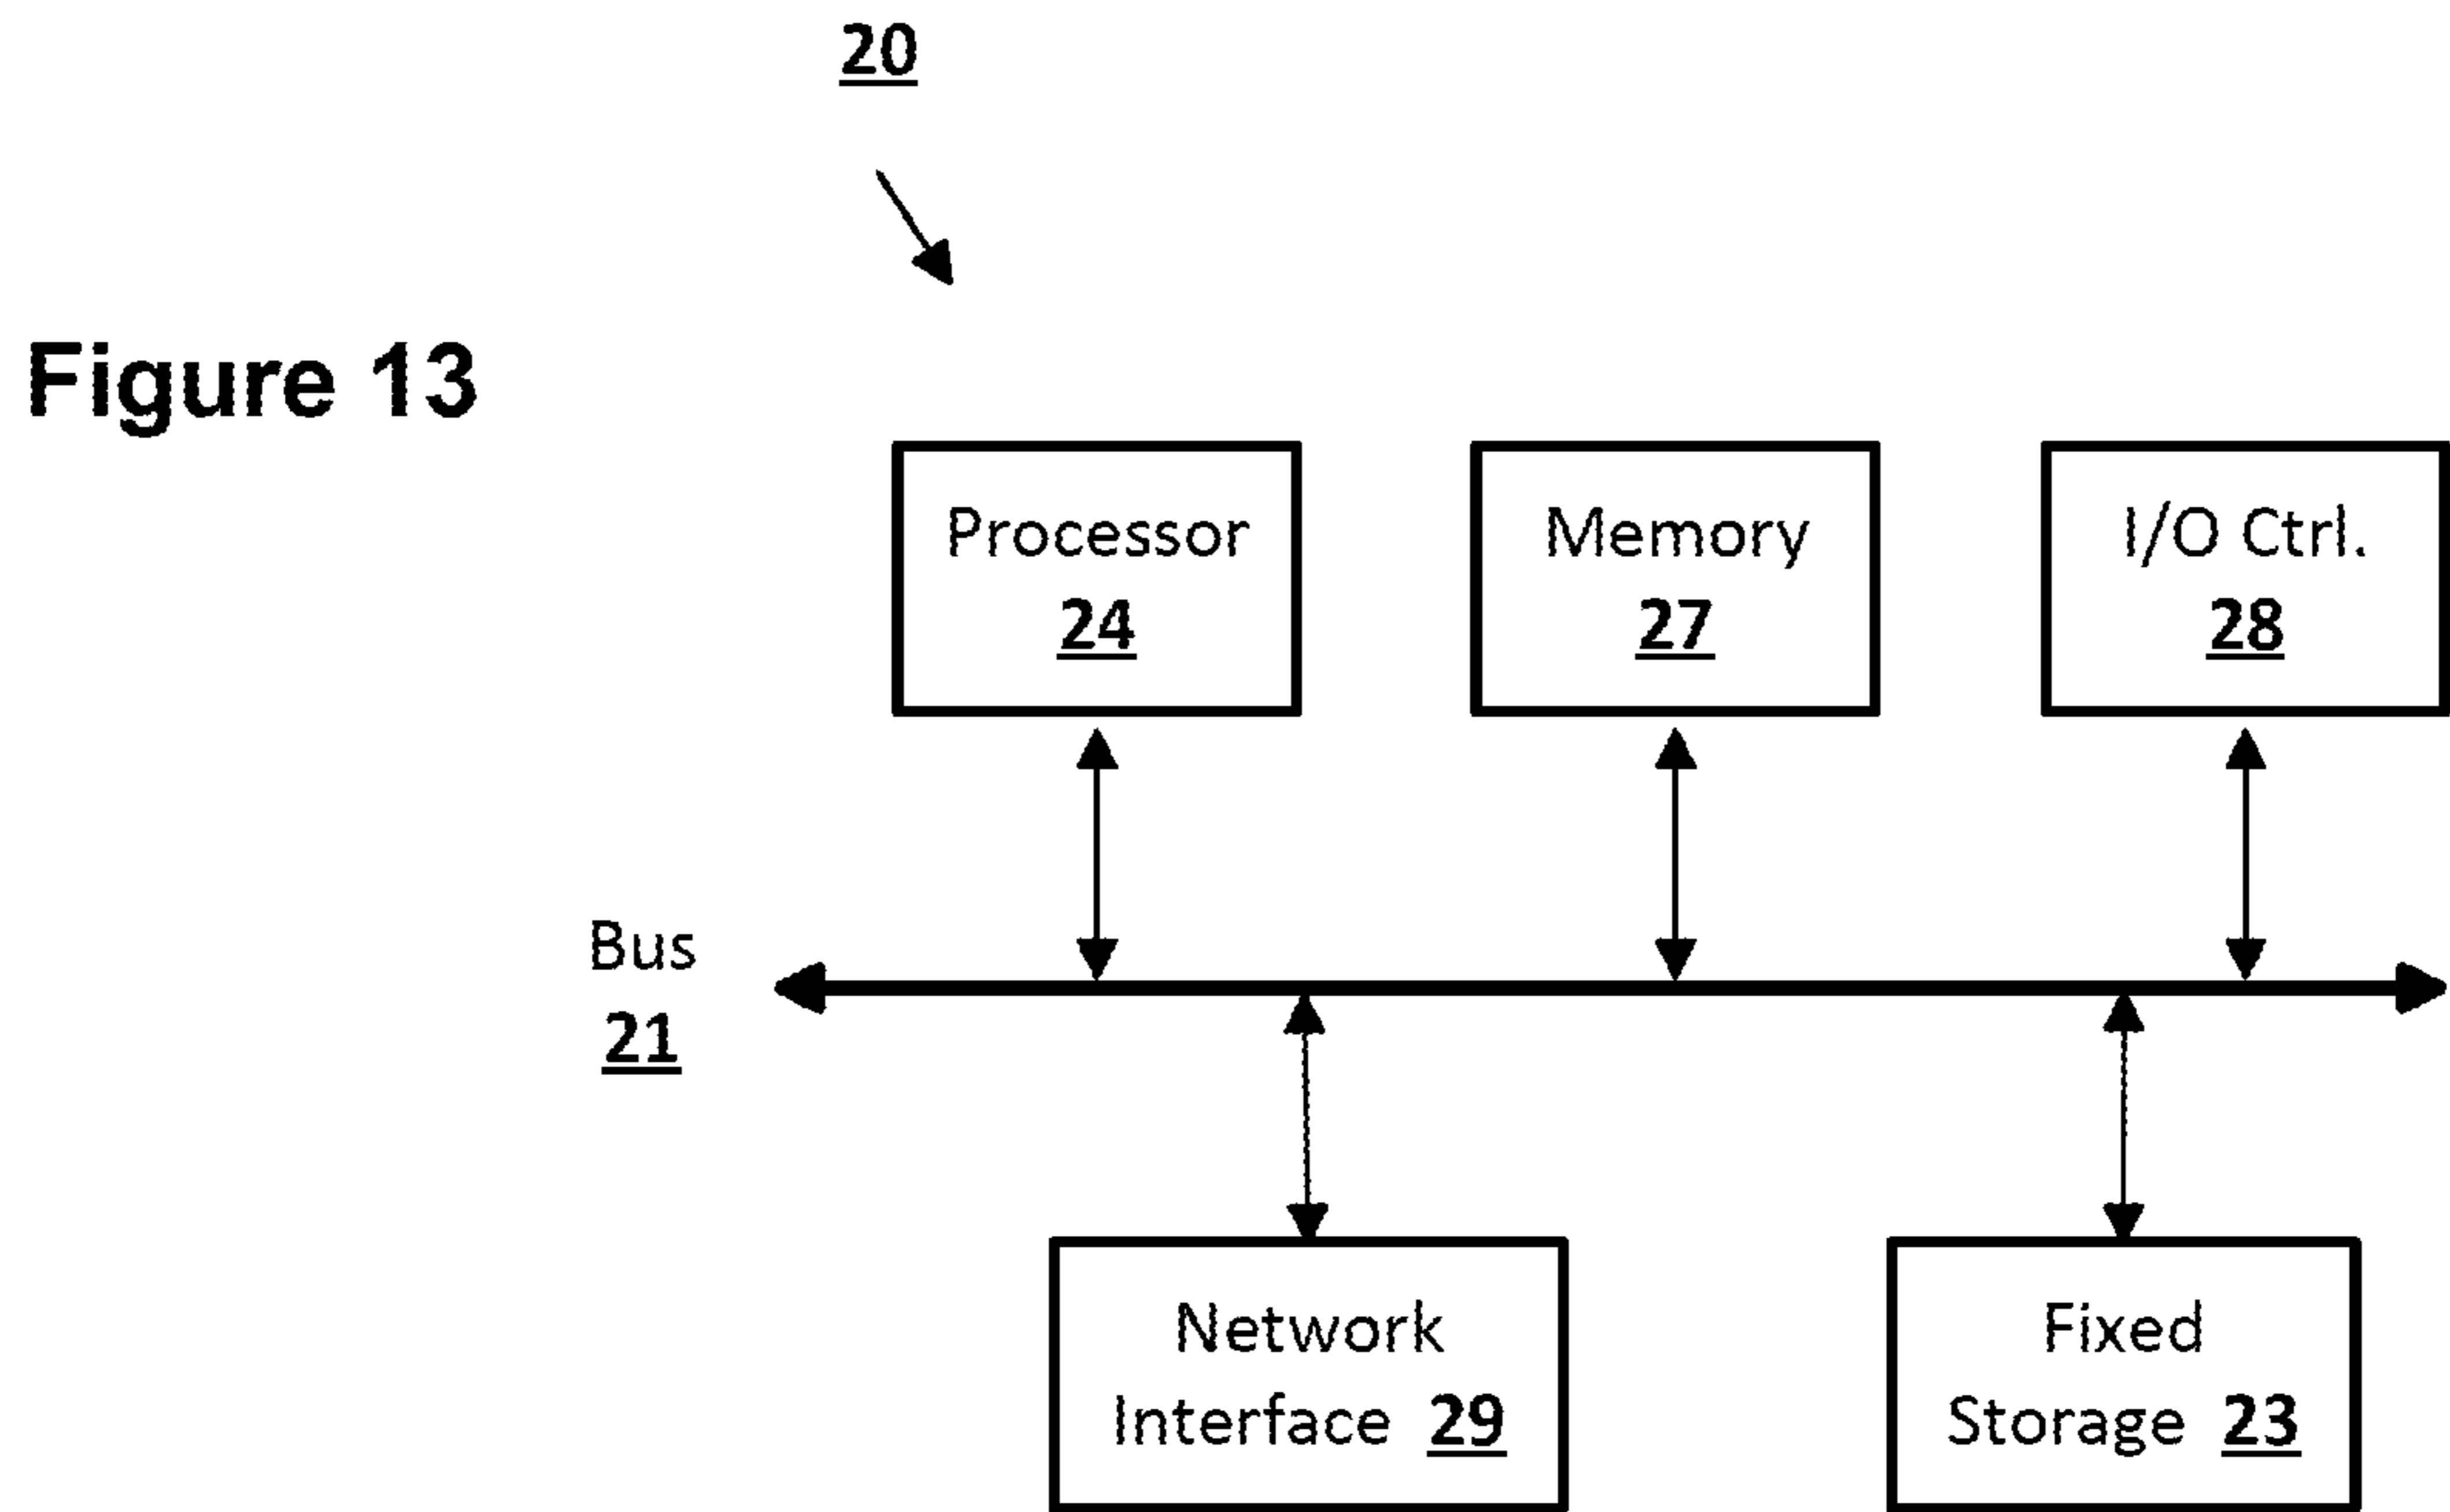 20
Figure 13
Processor
24
Memory
27
I/O Ctrl.
28
Bus
21
Network
Interface 29
Fixed
Storage 23